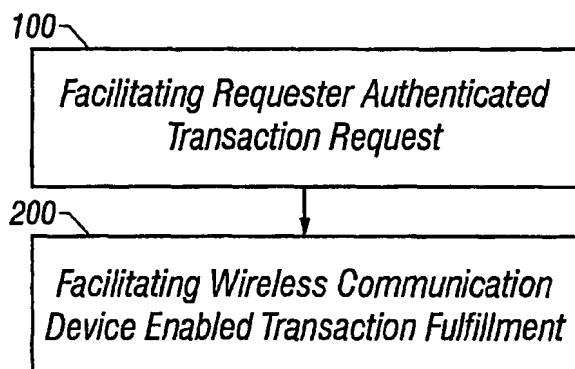 100
Facilitating Requester Authenticated
Transaction Request
200
Facilitating Wireless Communication
Device Enabled Transaction Fulfillment